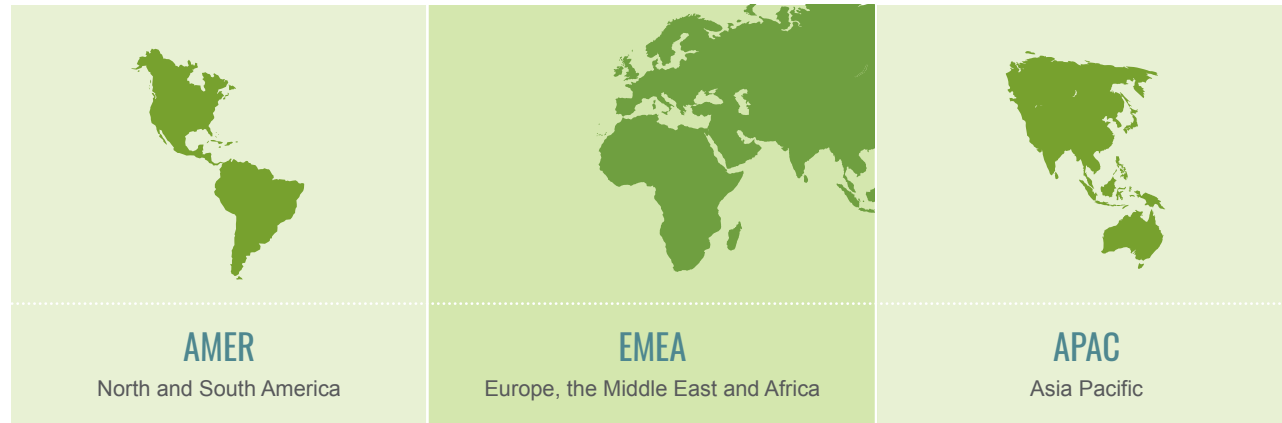 AMER
North and South America
EMEA
Europe, the Middle East and Africa
APAC
Asia Pacific